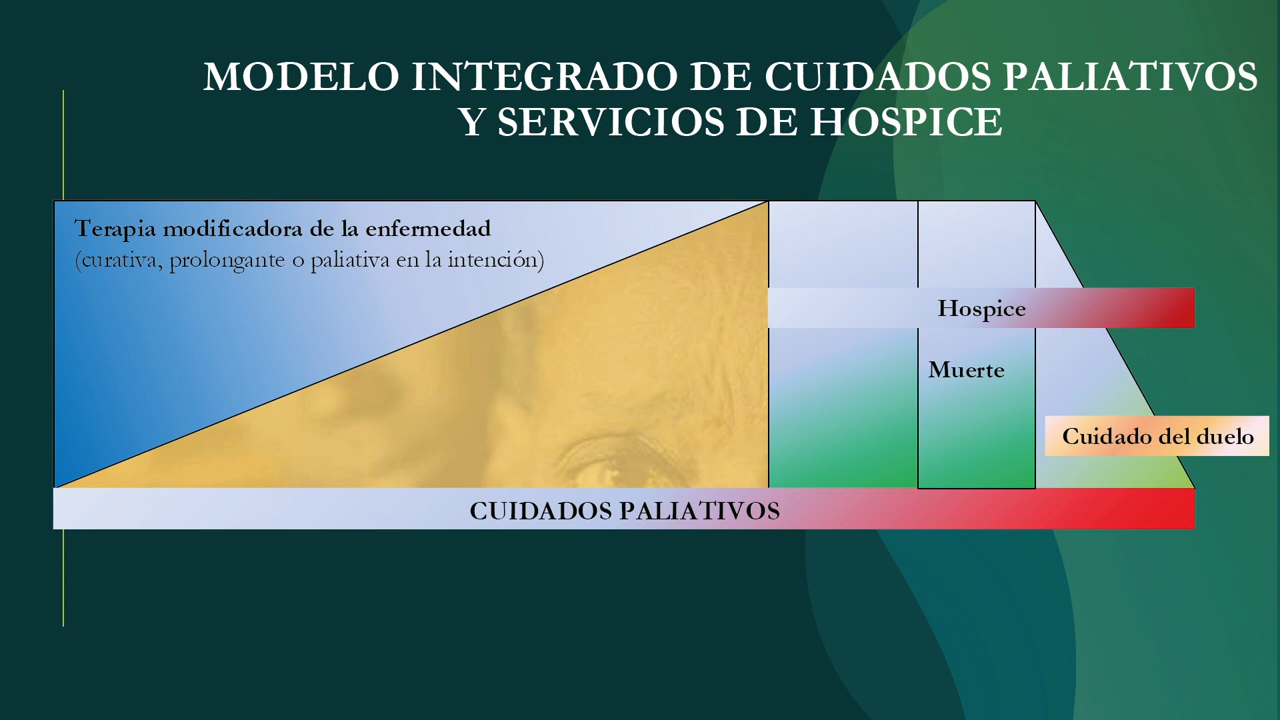 MODELO INTEGRADO DE CUIDADOS PALIATIVOS
Y SERVICIOS DE HOSPICE
Terapia modificadora de la enfermedad
(curativa, prolongante o paliativa en la intención)
Hospice
Muerte
Cuidado del duelo
CUIDADOS PALIATIVOS